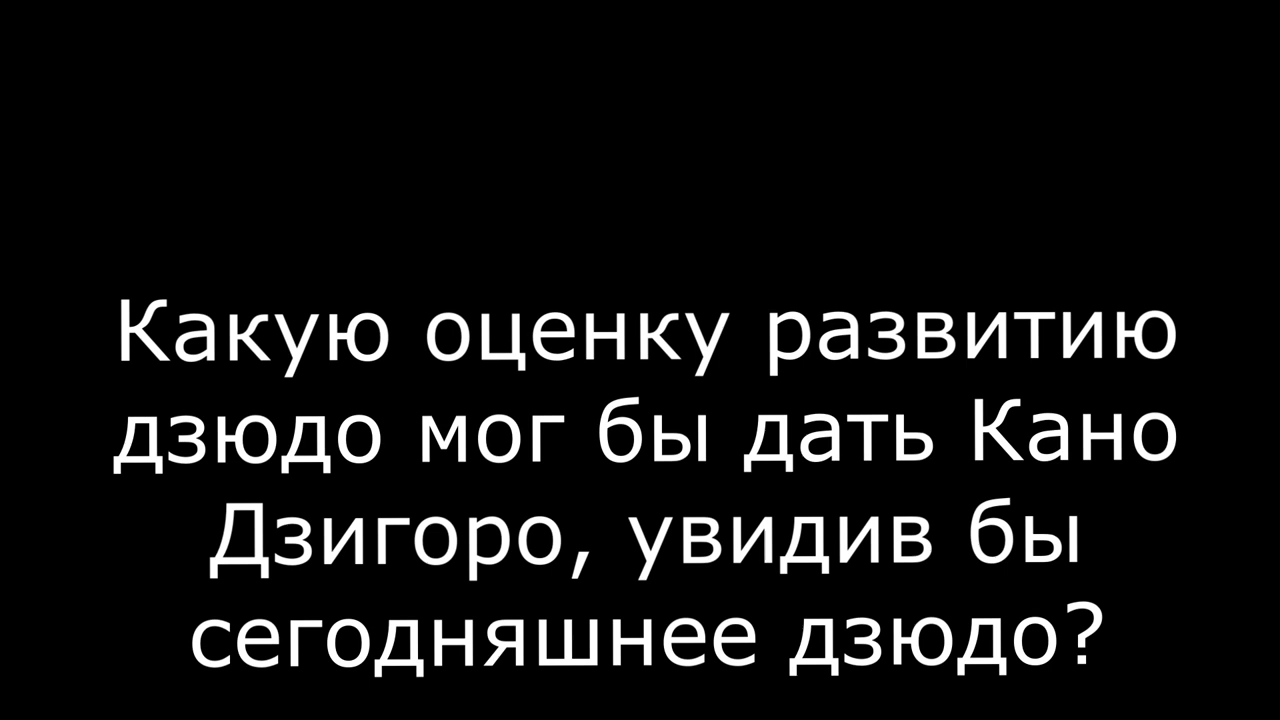 Какую оценку развитию
дзюдо мог бы дать Кано
Дзигоро, увидив бы
сегодняшнее дзюдо?